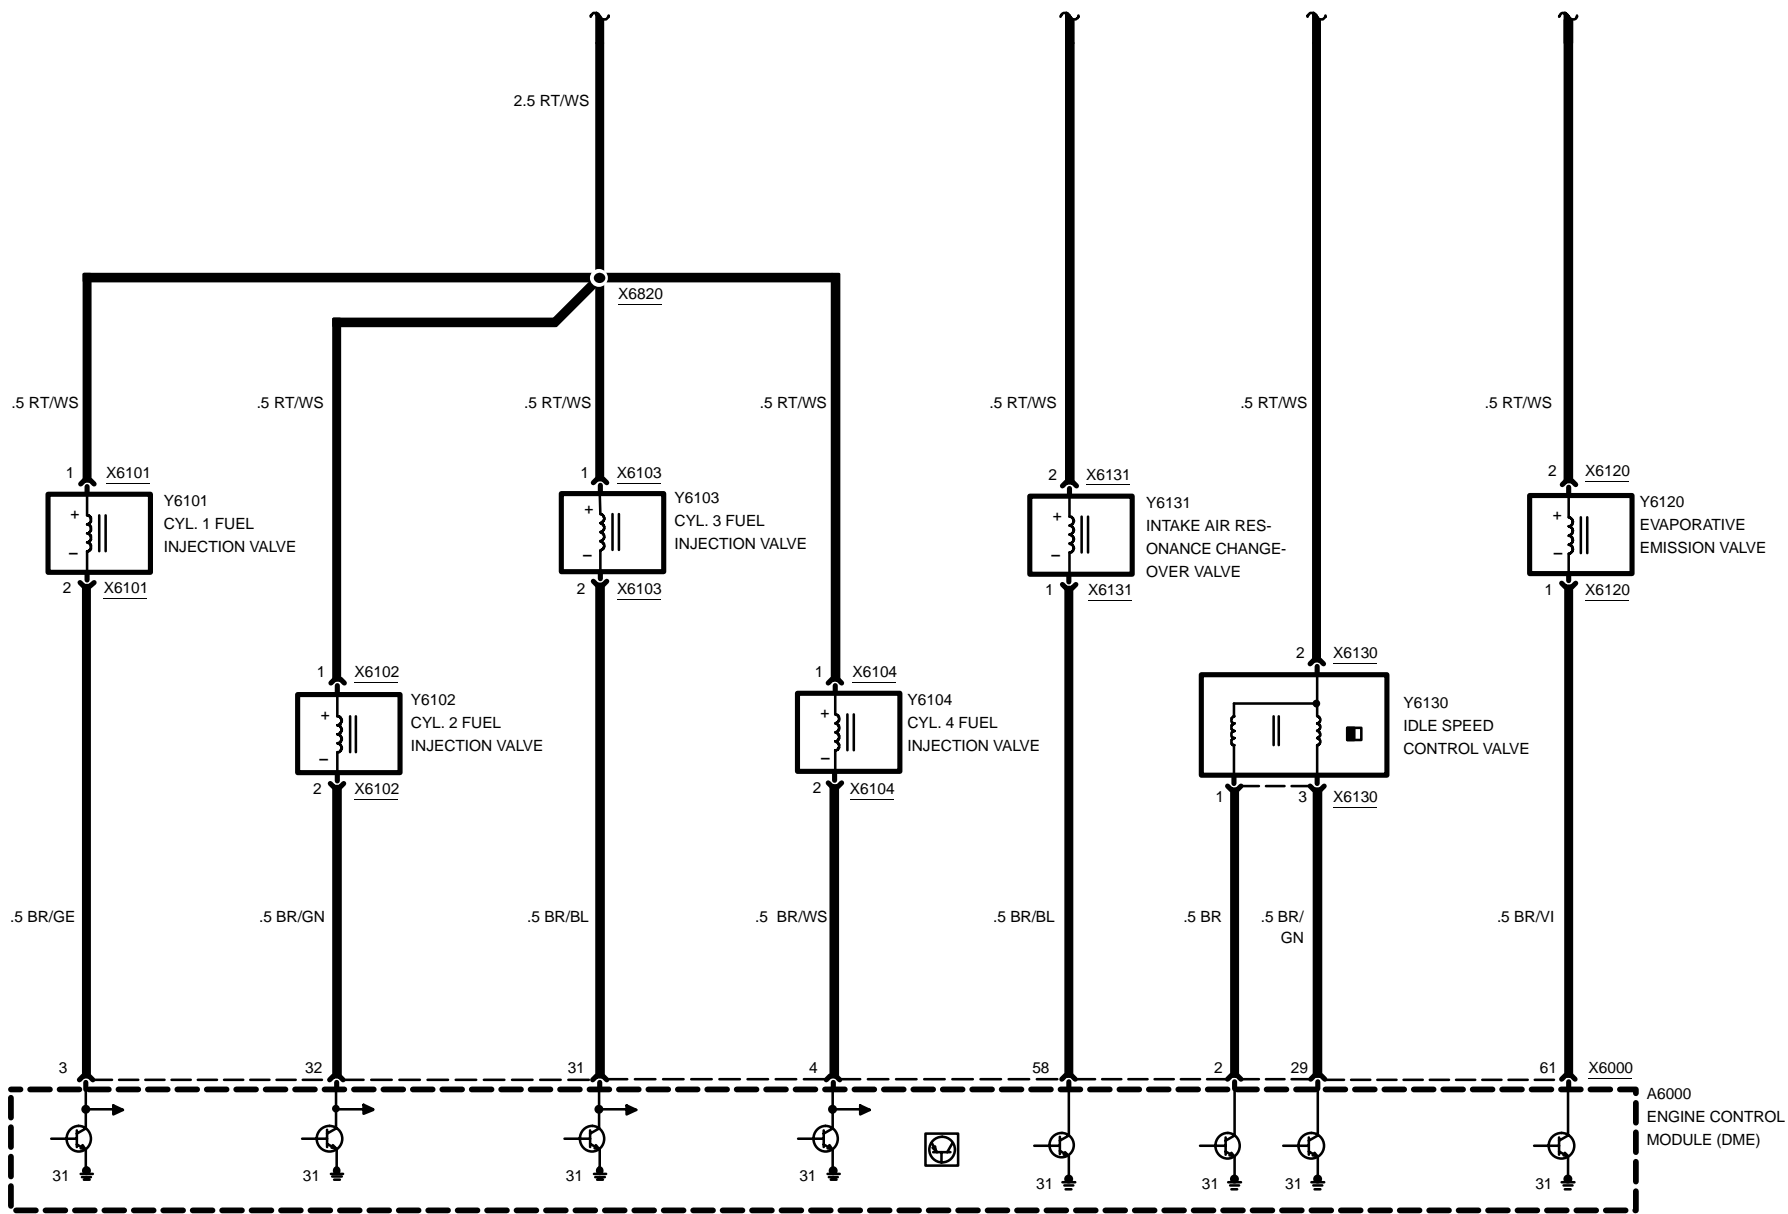 2.5 RT/WS
X6820
.5 RT/WS
.5 RT/WS
.5 RT/WS
.5 RT/WS
.5 RT/WS
.5 RT/WS
.5 RT/WS
1 X6101
1 X6103
2 X6131
2 X6120
Y6101
CYL. 1 FUEL
INJECTION VALVE
+
−
Y6103
CYL. 3 FUEL
INJECTION VALVE
+
−
Y6131
INTAKE AIR RES-
ONANCE CHANGE-
OVER VALVE
+
−
Y6120
EVAPORATIVE
EMISSION VALVE
+
−
2 X6101
2 X6103
1 X6131
1 X6120
1 X6102
1 X6104
2 X6130
Y6102
CYL. 2 FUEL
INJECTION VALVE
+
−
Y6104
CYL. 4 FUEL
INJECTION VALVE
+
−
Y6130
IDLE SPEED
CONTROL VALVE
2 X6102
2 X6104
1 3 X6130
.5 BR/GE
.5 BR/GN
.5 BR/BL
.5 BR/WS
.5 BR/BL
.5 BR
.5 BR/
GN
.5 BR/VI
3 32 31 4 58 2 29 61 X6000
A6000
ENGINE CONTROL
MODULE (DME)
31 31 31 31 31 31 31 31